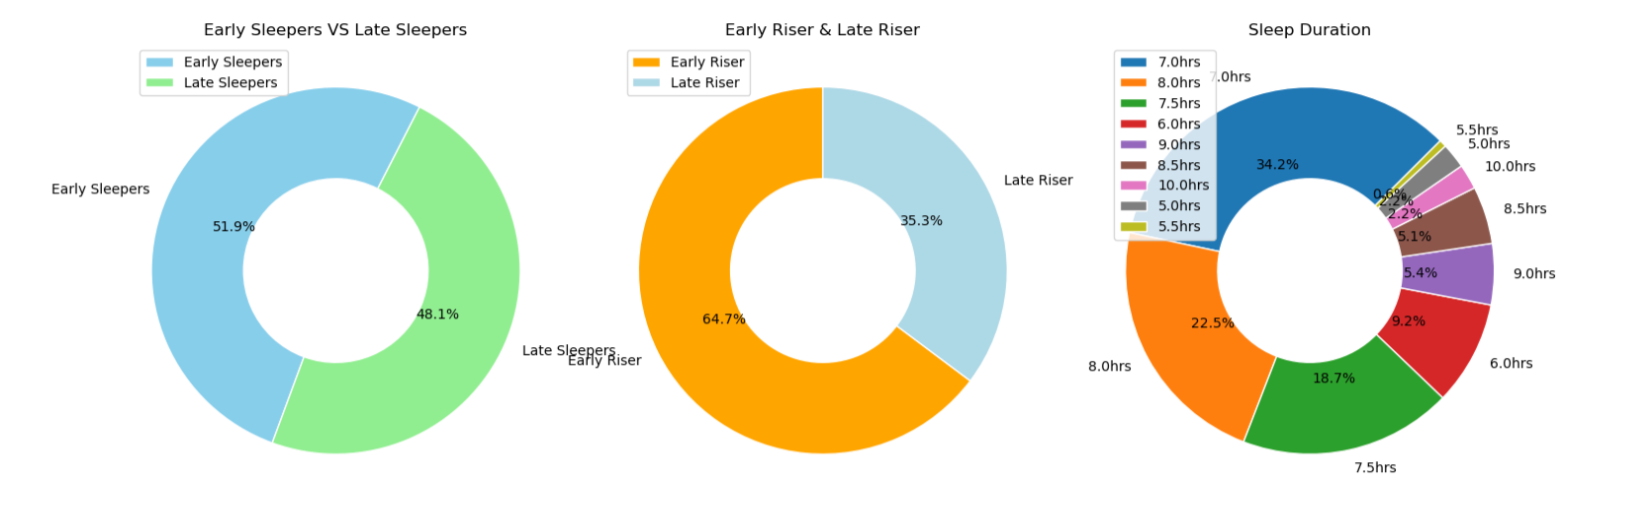 Early Sleepers VS Late Sleepers
Early Sleepers
Late Sleepers
Early Sleepers
51.9%
48.1%
Late Sleepers
Early Riser & Late Riser
Early Riser
Late Riser
Late Riser
35.3%
64.7%
Early Riser
Sleep Duration
7.0hrs
8.0hrs
7.5hrs
6.0hrs
9.0hrs
8.5hrs
10.0hrs
5.0hrs
5.5hrs
7.0hrs
34.2%
5.5hrs
5.0hrs
10.0hrs
0.6%
2.2%
2.2%
8.5hrs
5.1%
5.4%
9.0hrs
9.2%
22.5%
6.0hrs
8.0hrs
18.7%
7.5hrs